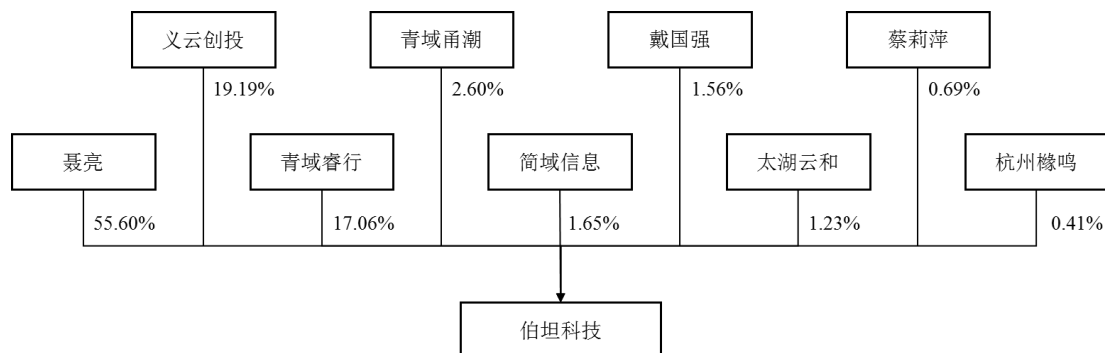 义云创投
青域甬潮
戴国强
蔡莉萍
19.19%
2.60%
1.56%
0.69%
聂亮
青域睿行
简域信息
太湖云和
杭州橼鸣
55.60%
17.06%
1.65%
1.23%
0.41%
伯坦科技